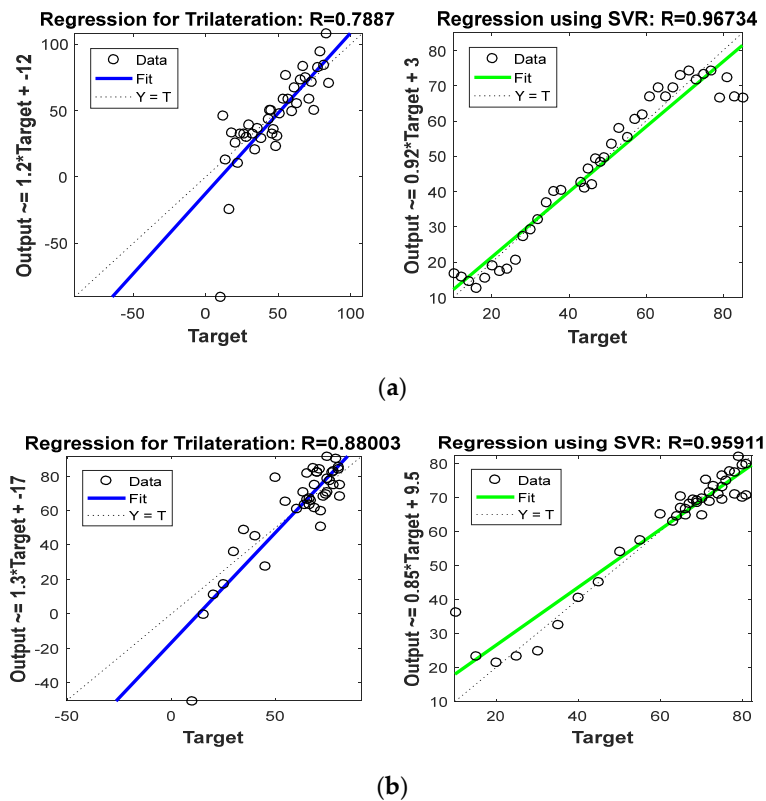 Regression for Trilateration: R=0.7887
Output ~= 1.2*Target + -12
100
50
0
-50
Data
Fit
Y = T
-50
0
50
100
Target
Regression using SVR: R=0.96734
Output ~= 0.92*Target + 3
80
70
60
50
40
30
20
10
Data
Fit
Y = T
20
40
60
80
Target
(a)
Regression for Trilateration: R=0.88003
Output ~= 1.3*Target + -17
80
60
40
20
0
-20
-40
Data
Fit
Y = T
-50
0
50
Target
Regression using SVR: R=0.95911
Output ~= 0.85*Target + 9.5
80
70
60
50
40
30
20
10
Data
Fit
Y = T
20
40
60
80
Target
(b)